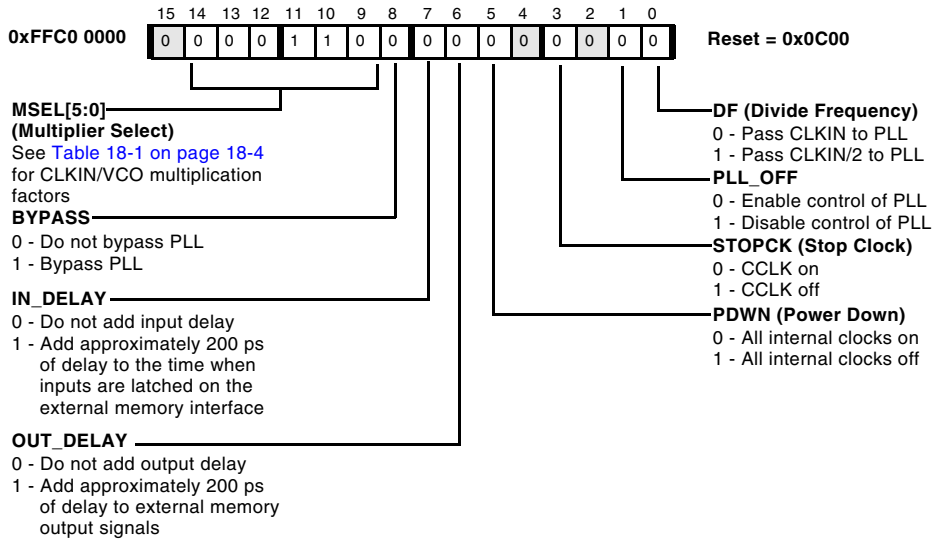 15 14 13 12 11 10 9 8 7 6 5 4 3 2 1 0
0xFFC0 0000 0 0 0 0 1 1 0 0 0 0 0 0 0 0 0 0 Reset = 0x0C00
MSEL[5:0]
(Multiplier Select)
See Table 18-1 on page 18-4
for CLKIN/VCO multiplication
factors
BYPASS
0 - Do not bypass PLL
1 - Bypass PLL
IN_DELAY
0 - Do not add input delay
1 - Add approximately 200 ps
of delay to the time when
inputs are latched on the
external memory interface
OUT_DELAY
0 - Do not add output delay
1 - Add approximately 200 ps
of delay to external memory
output signals
DF (Divide Frequency)
0 - Pass CLKIN to PLL
1 - Pass CLKIN/2 to PLL
PLL_OFF
0 - Enable control of PLL
1 - Disable control of PLL
STOPCK (Stop Clock)
0 - CCLK on
1 - CCLK off
PDWN (Power Down)
0 - All internal clocks on
1 - All internal clocks off